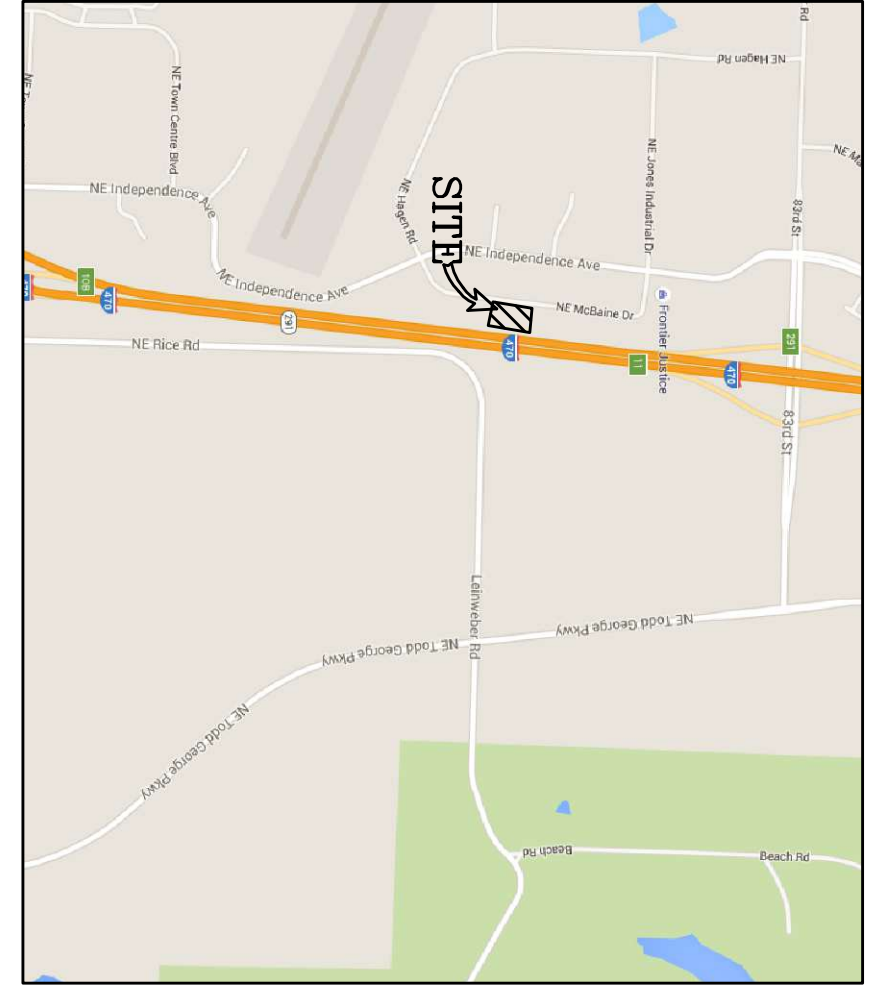 Rd
NE Hagen Rd
NE Town Centre Blvd
NE Jones Industrial Dr
83rd St
NE Independence Ave
NE Hagen Rd
SITE
NE Independence Ave
NE Independence Ave
108
470
291
NE McBaine Dr
Frontier Justice
291
NE Rice Rd
470
11
470
83rd St
Leinweber Rd
NE Todd George Pkwy
NE Todd George Pkwy
NE Todd George Pkwy
Beach Rd
Beach Rd